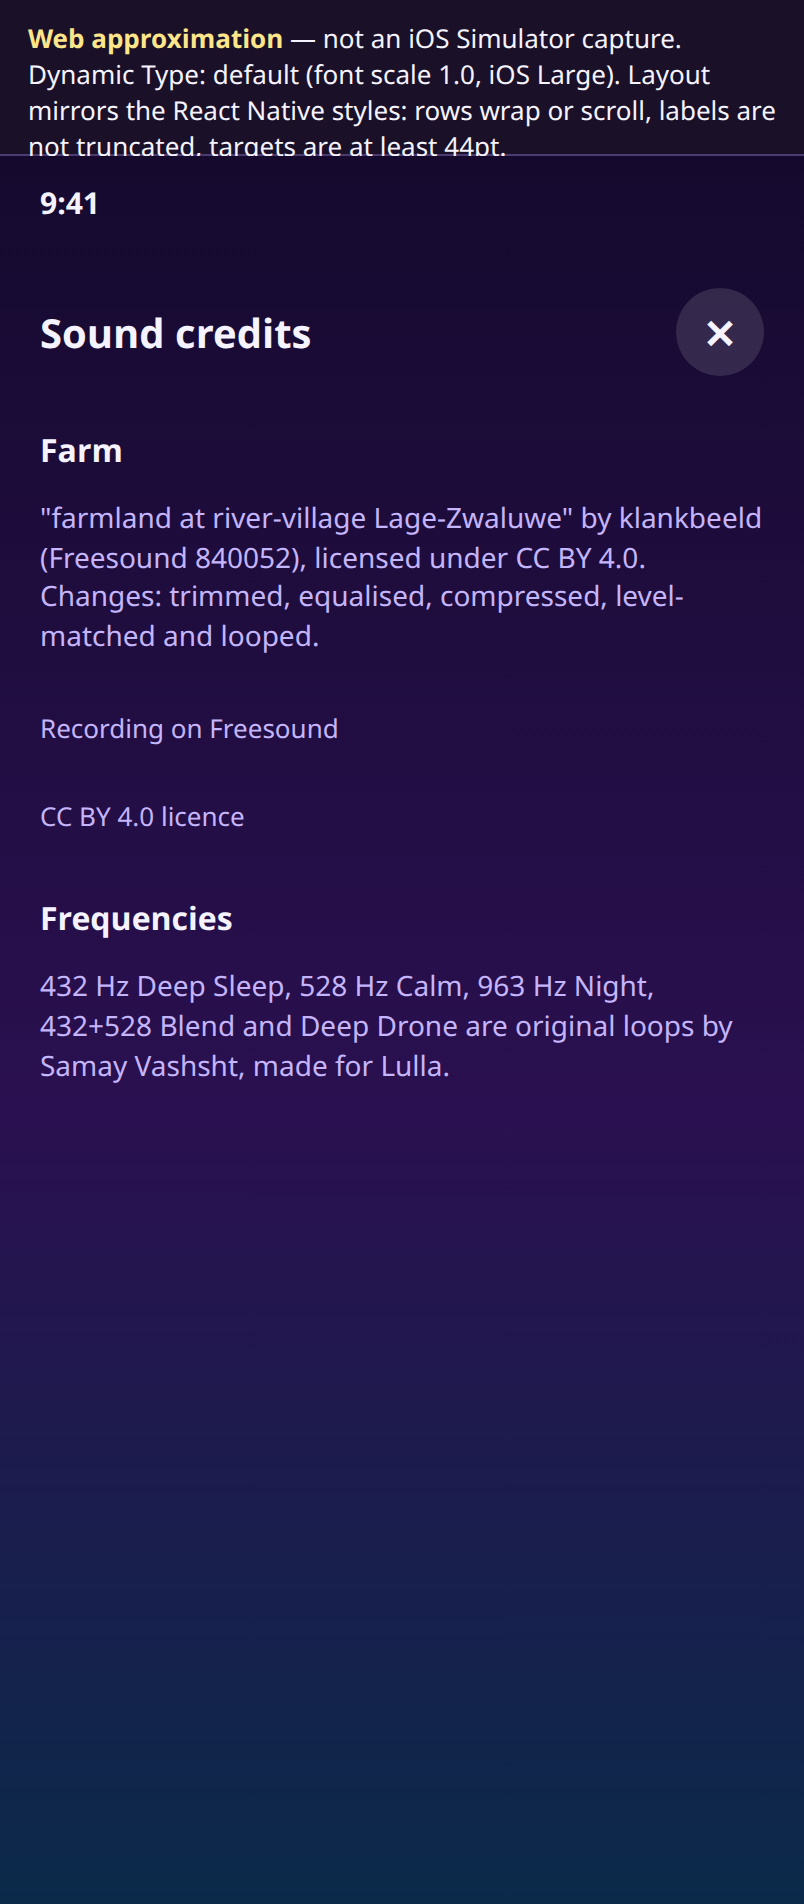 Web approximation — not an iOS Simulator capture.
Dynamic Type: default (font scale 1.0, iOS Large). Layout
mirrors the React Native styles: rows wrap or scroll, labels are
not truncated, targets are at least 44pt.
9:41
Sound credits
✕
Farm
"farmland at river-village Lage-Zwaluwe" by klankbeeld
(Freesound 840052), licensed under CC BY 4.0.
Changes: trimmed, equalised, compressed, level-
matched and looped.
Recording on Freesound
CC BY 4.0 licence
Frequencies
432 Hz Deep Sleep, 528 Hz Calm, 963 Hz Night,
432+528 Blend and Deep Drone are original loops by
Samay Vashsht, made for Lulla.